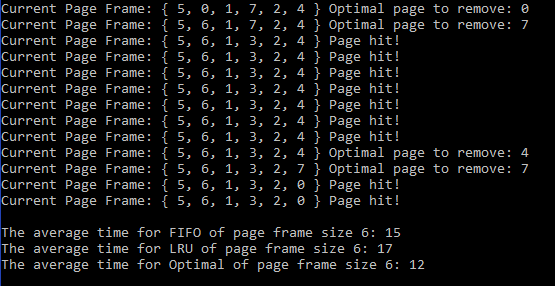 Current Page Frame: { 5, 0, 1, 7, 2, 4 } Optimal page to remove: 0
Current Page Frame: { 5, 6, 1, 7, 2, 4 } Optimal page to remove: 7
Current Page Frame: { 5, 6, 1, 3, 2, 4 } Page hit!
Current Page Frame: { 5, 6, 1, 3, 2, 4 } Page hit!
Current Page Frame: { 5, 6, 1, 3, 2, 4 } Page hit!
Current Page Frame: { 5, 6, 1, 3, 2, 4 } Page hit!
Current Page Frame: { 5, 6, 1, 3, 2, 4 } Page hit!
Current Page Frame: { 5, 6, 1, 3, 2, 4 } Page hit!
Current Page Frame: { 5, 6, 1, 3, 2, 4 } Page hit!
Current Page Frame: { 5, 6, 1, 3, 2, 4 } Optimal page to remove: 4
Current Page Frame: { 5, 6, 1, 3, 2, 7 } Optimal page to remove: 7
Current Page Frame: { 5, 6, 1, 3, 2, 0 } Page hit!
Current Page Frame: { 5, 6, 1, 3, 2, 0 } Page hit!
The average time for FIFO of page frame size 6: 15
The average time for LRU of page frame size 6: 17
The average time for Optimal of page frame size 6: 12